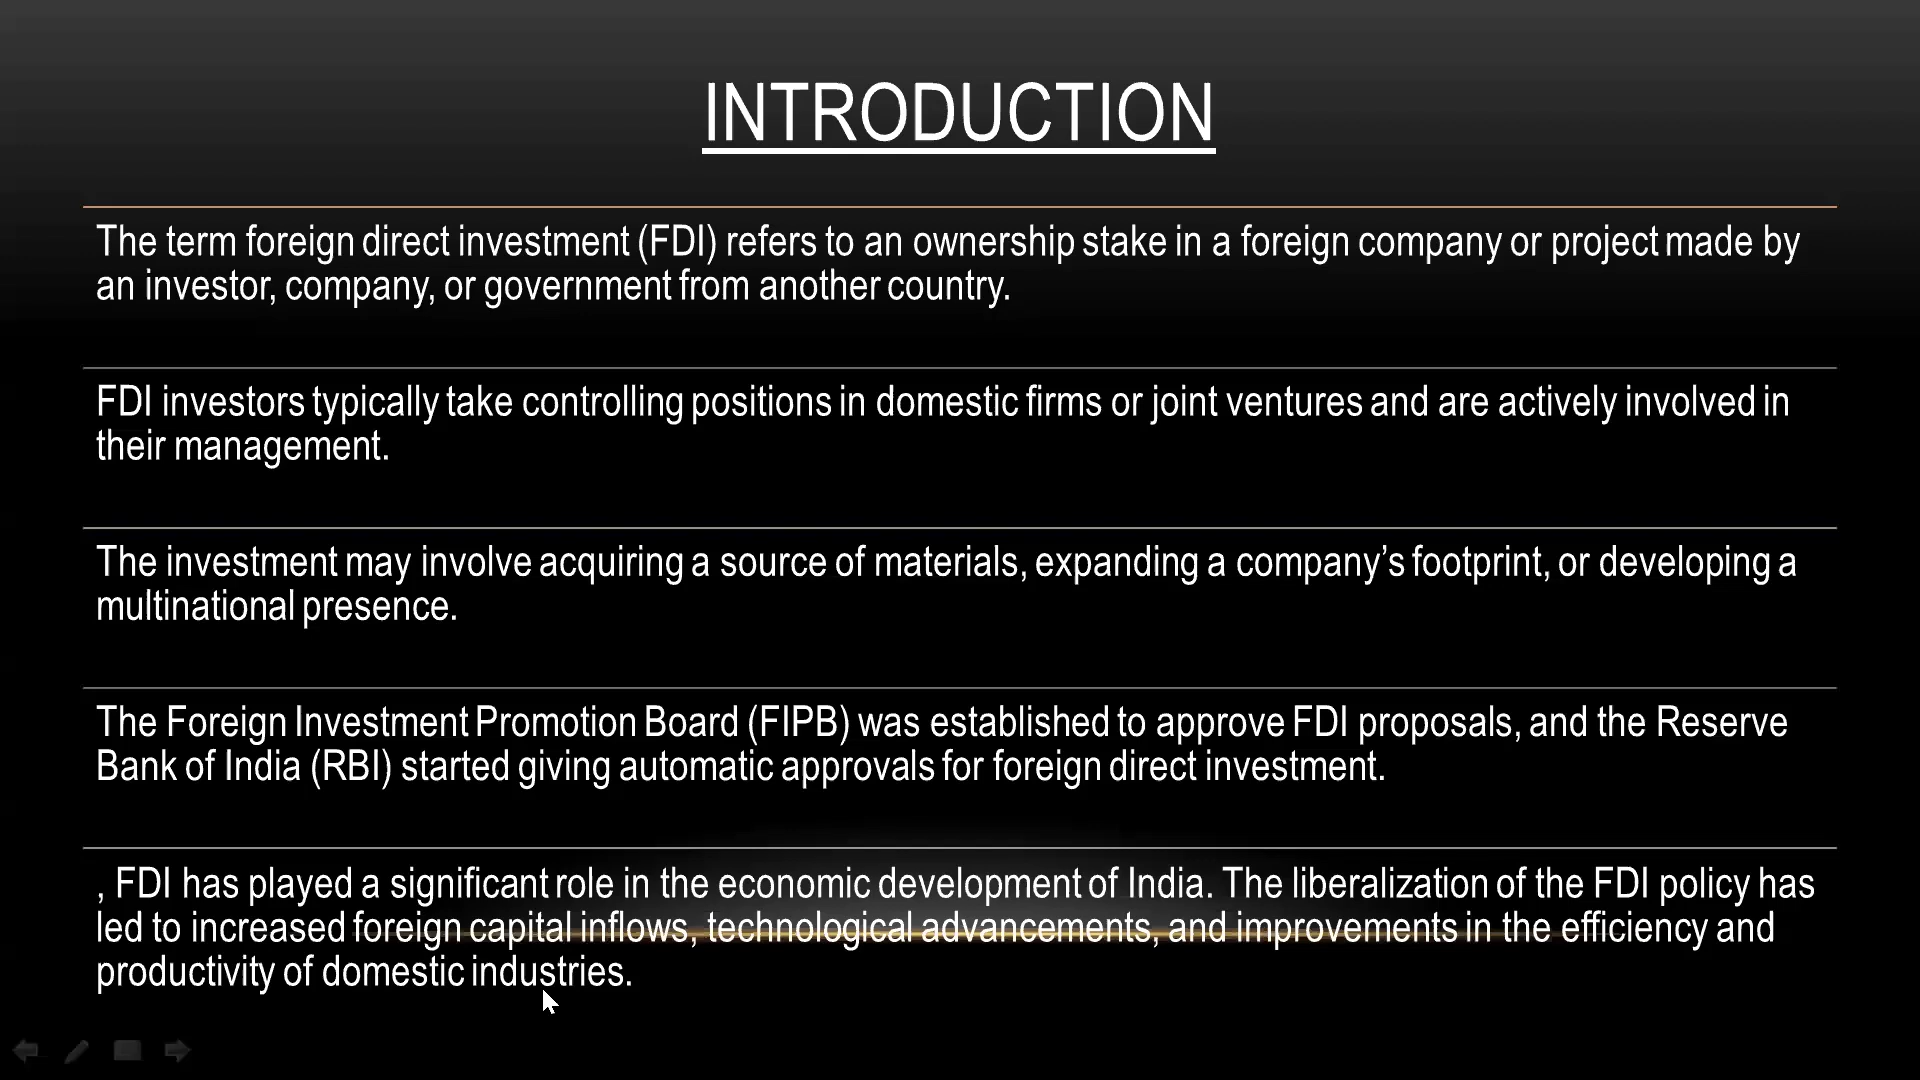 INTRODUCTION
The term foreign direct investment (FDI) refers to an ownership stake in a foreign company or project made by
an investor, company, or government from another country.
FDI investors typically take controlling positions in domestic firms or joint ventures and are actively involved in
their management.
The investment may involve acquiring a source of materials, expanding a company’s footprint, or developing a
multinational presence.
The Foreign Investment Promotion Board (FIPB) was established to approve FDI proposals, and the Reserve
Bank of India (RBI) started giving automatic approvals for foreign direct investment.
, FDI has played a significant role in the economic development of India. The liberalization of the FDI policy has
led to increased foreign capital inflows, technological advancements, and improvements in the efficiency and
productivity of domestic industries.